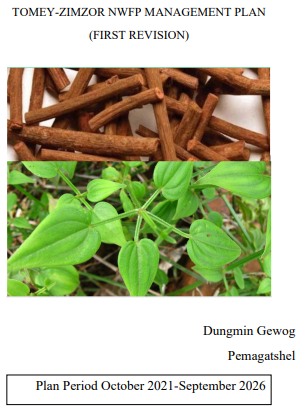 TOMEY-ZIMZOR NWFP MANAGEMENT PLAN
(FIRST REVISION)
Dungmin Gewog
Pemagatshel
Plan Period October 2021-September 2026